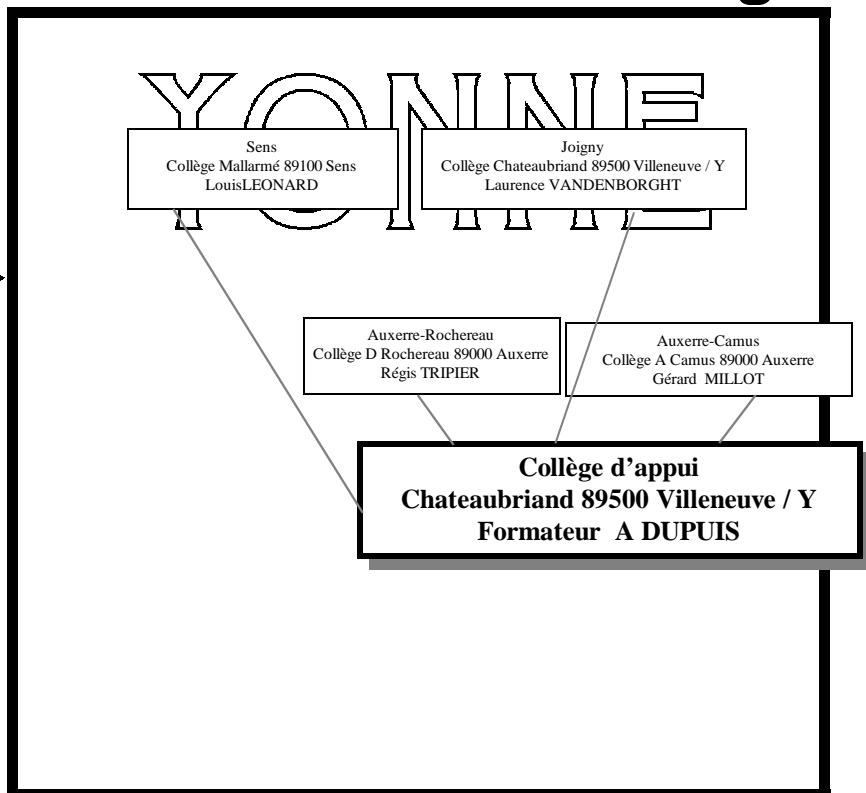 YONNE
Sens
Collège Mallarmé 89100 Sens
LouisLEONARD
Joigny
Collège Chateaubriand 89500 Villeneuve / Y
Laurence VANDENBORGHT
Auxerre-Rochereau
Collège D Rochereau 89000 Auxerre
Régis TRIPIER
Auxerre-Camus
Collège A Camus 89000 Auxerre
Gérard MILLOT
Collège d'appui
Chateaubriand 89500 Villeneuve / Y
Formateur A DUPUIS